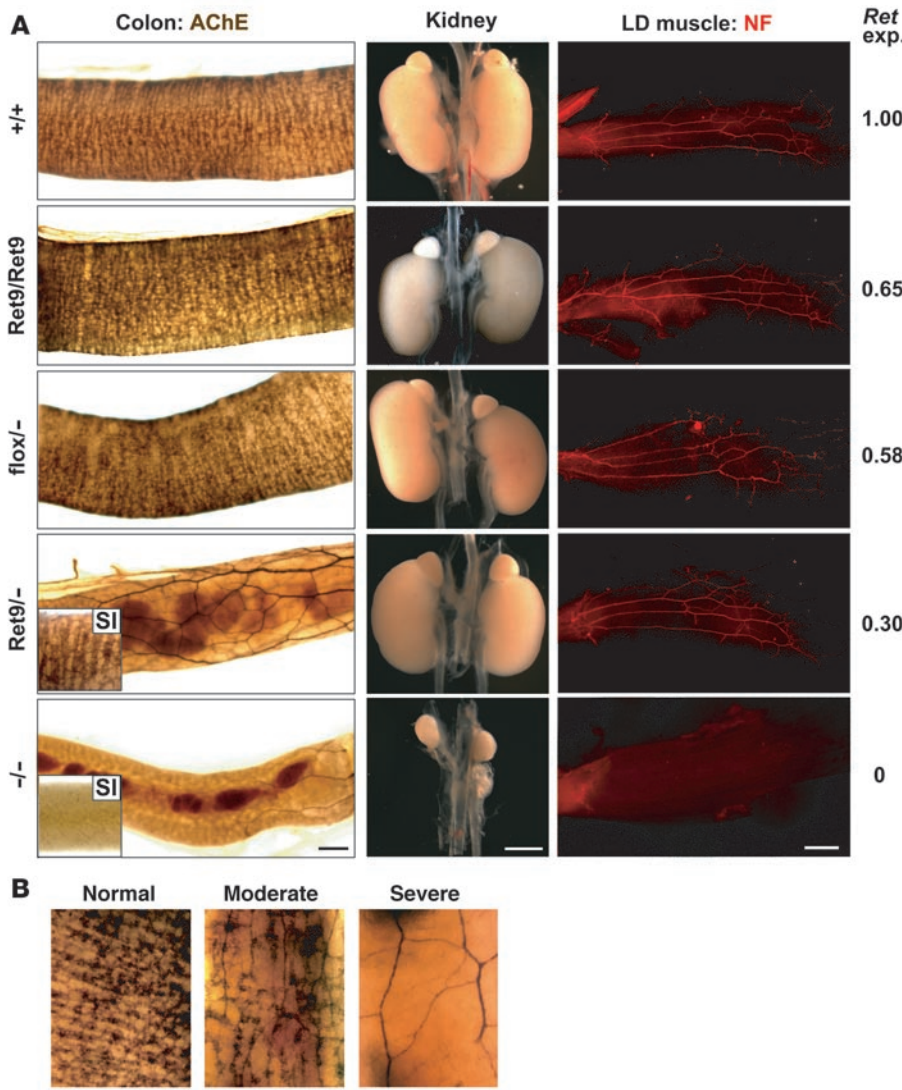 A
Colon: AChE
Kidney
LD muscle: NF
Ret
exp.
+/+
1.00
Ret9/Ret9
0.65
flox/–
0.58
Ret9/–
SI
0.30
–/–
SI
0
B
Normal
Moderate
Severe